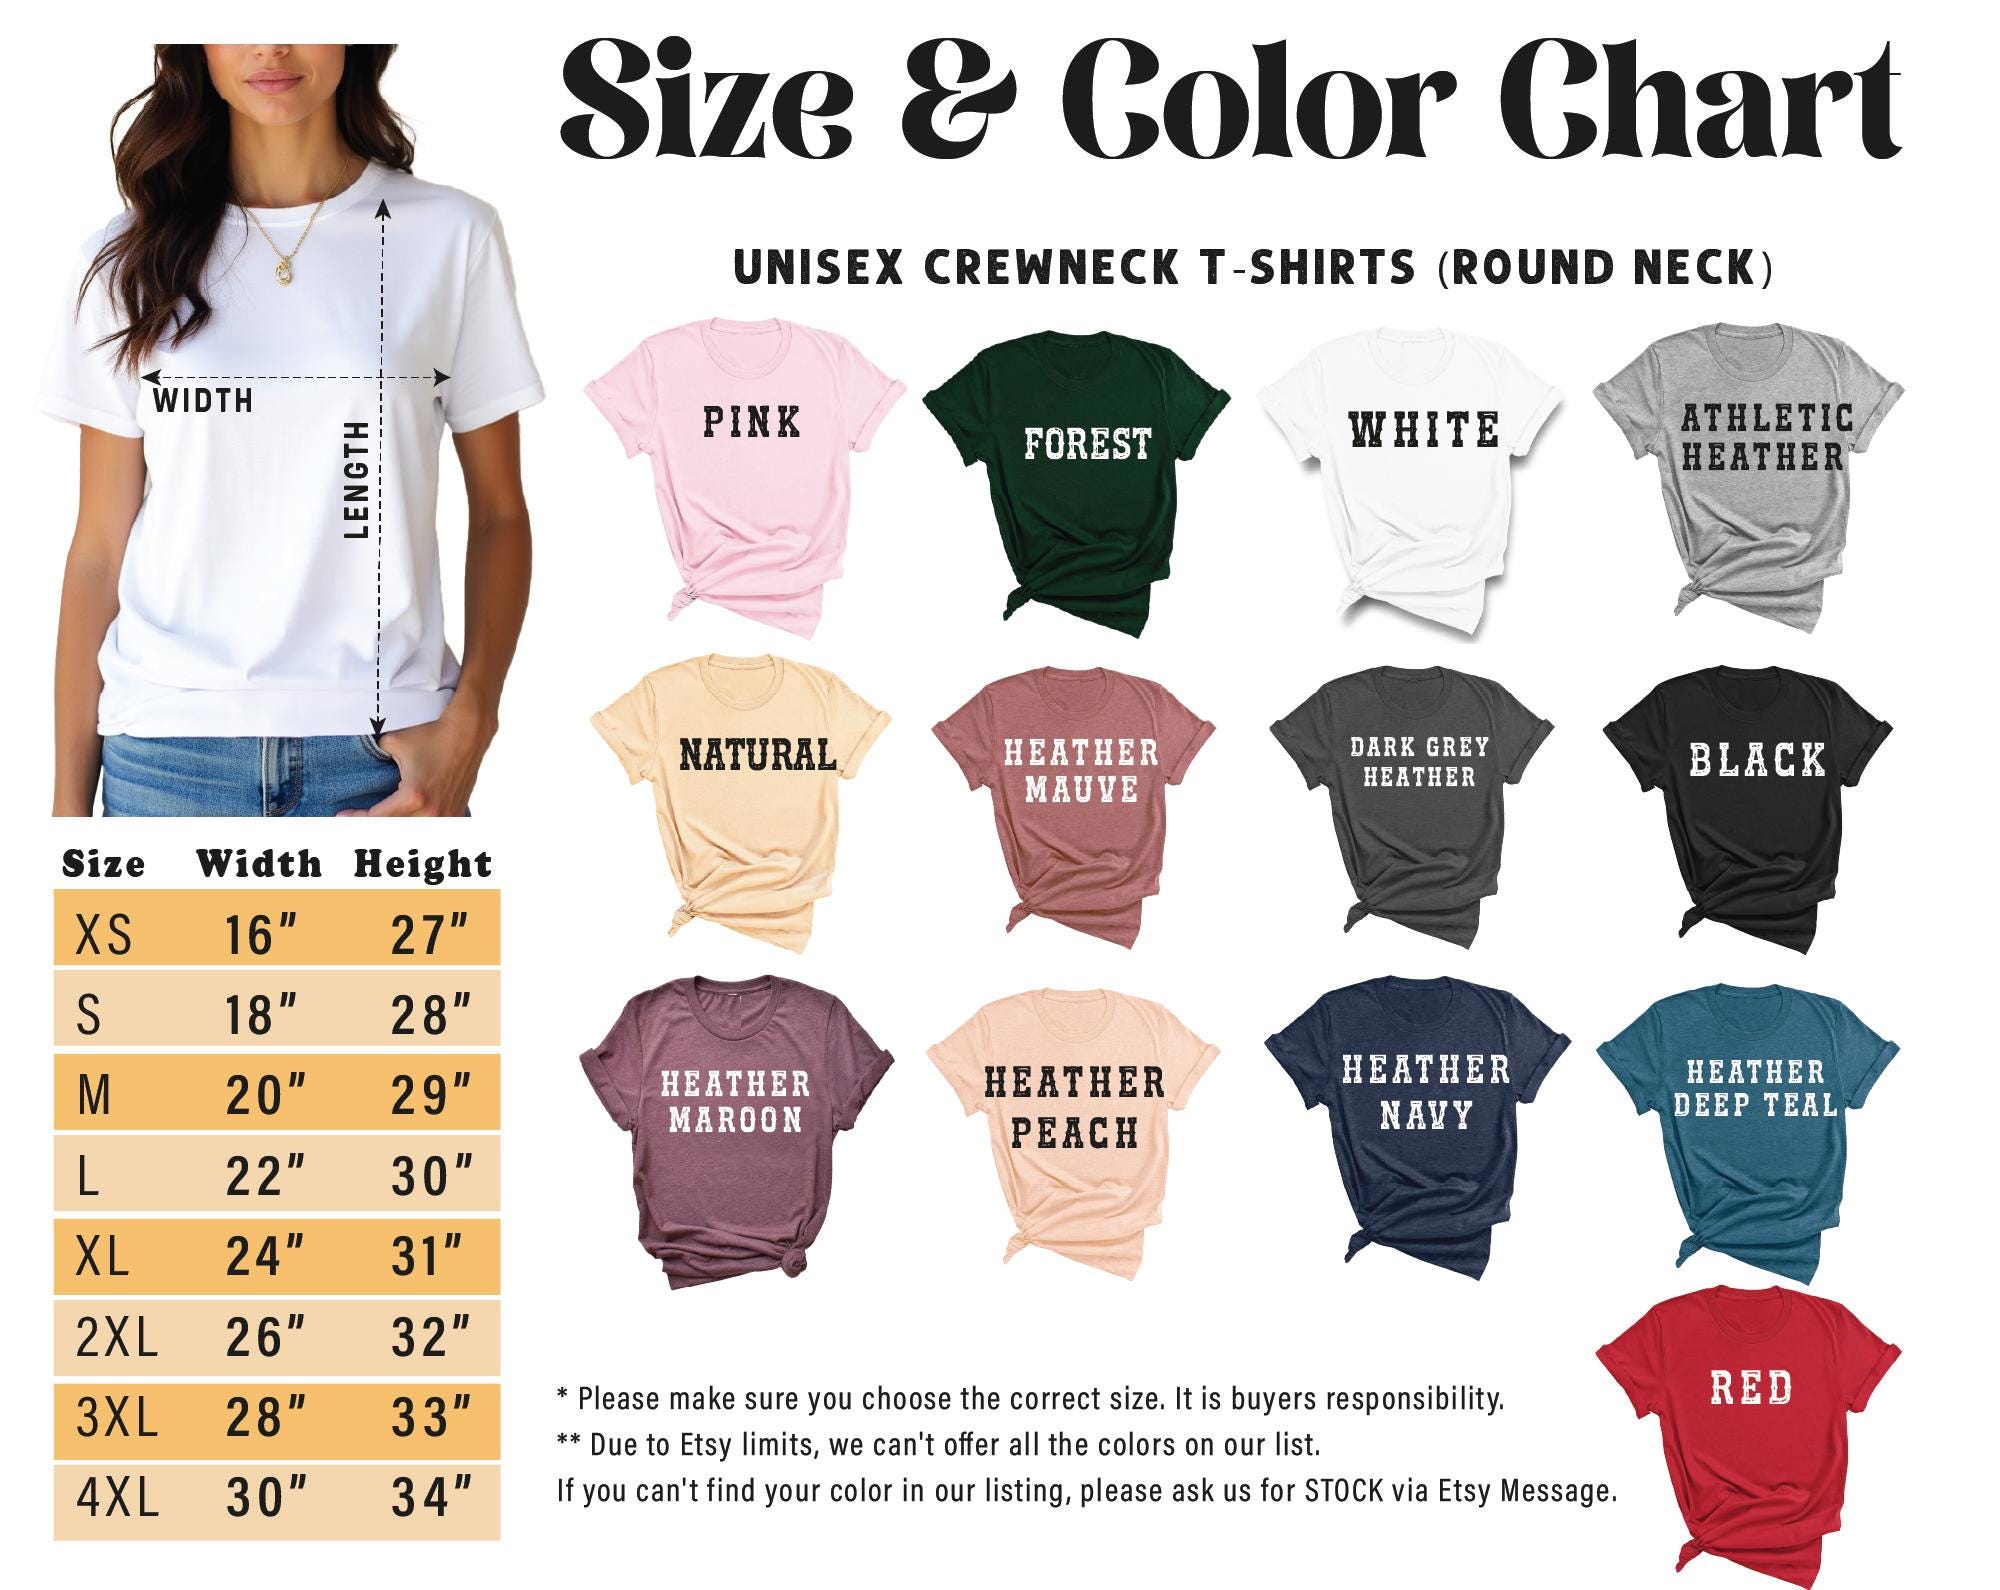 Size & Color Chart
UNISEX CREWNECK T-SHIRTS (ROUND NECK)
WIDTH
LENGTH
PINK
FOREST
WHITE
ATHLETIC
HEATHER
NATURAL
HEATHER
MAUVE
DARK GREY
HEATHER
BLACK
HEATHER
MAROON
HEATHER
PEACH
HEATHER
NAVY
HEATHER
DEEP TEAL
RED
Size Width Height
XS 16" 27"
S 18" 28"
M 20" 29"
L 22" 30"
XL 24" 31"
2XL 26" 32"
3XL 28" 33"
4XL 30" 34"
* Please make sure you choose the correct size. It is buyers responsibility.
** Due to Etsy limits, we can't offer all the colors on our list.
If you can't find your color in our listing, please ask us for STOCK via Etsy Message.